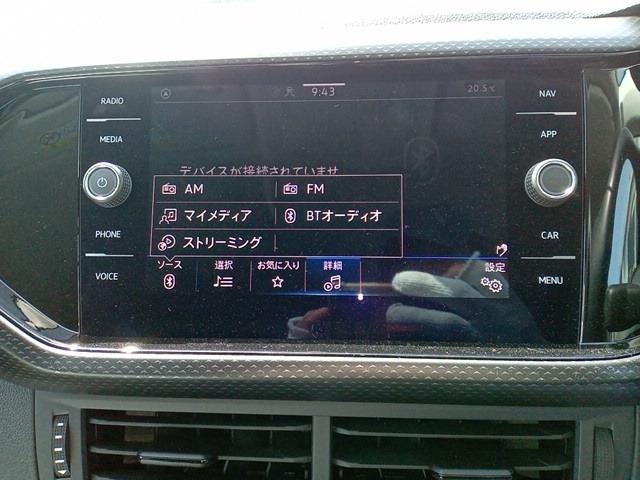 RADIO
9:43
20.5℃
NAV
MEDIA
APP
デバイスが接続されていませ
AM
FM
マイメディア
BTオーディオ
PHONE
CAR
ストリーミング
ソース
選択
お気に入り
詳細
設定
VOICE
MENU